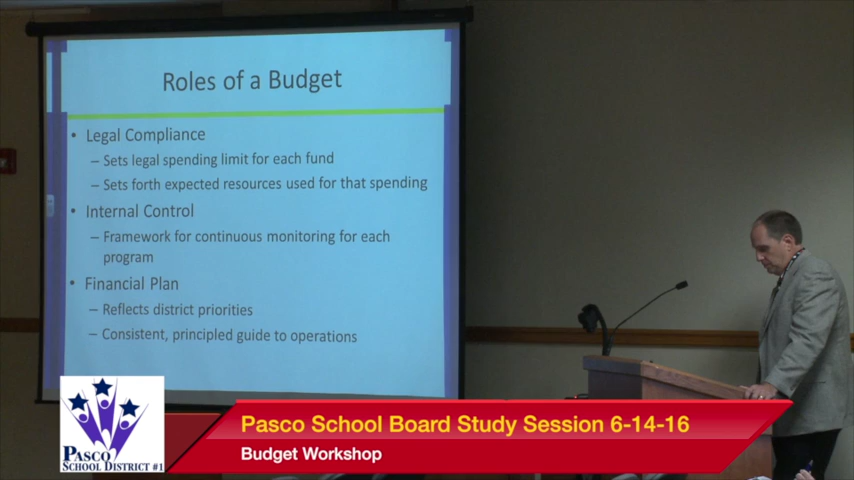 Roles of a Budget
• Legal Compliance
– Sets legal spending limit for each fund
– Sets forth expected resources used for that spending
• Internal Control
– Framework for continuous monitoring for each
program
• Financial Plan
– Reflects district priorities
– Consistent, principled guide to operations
PASCO
SCHOOL DISTRICT #1
Pasco School Board Study Session 6-14-16
Budget Workshop